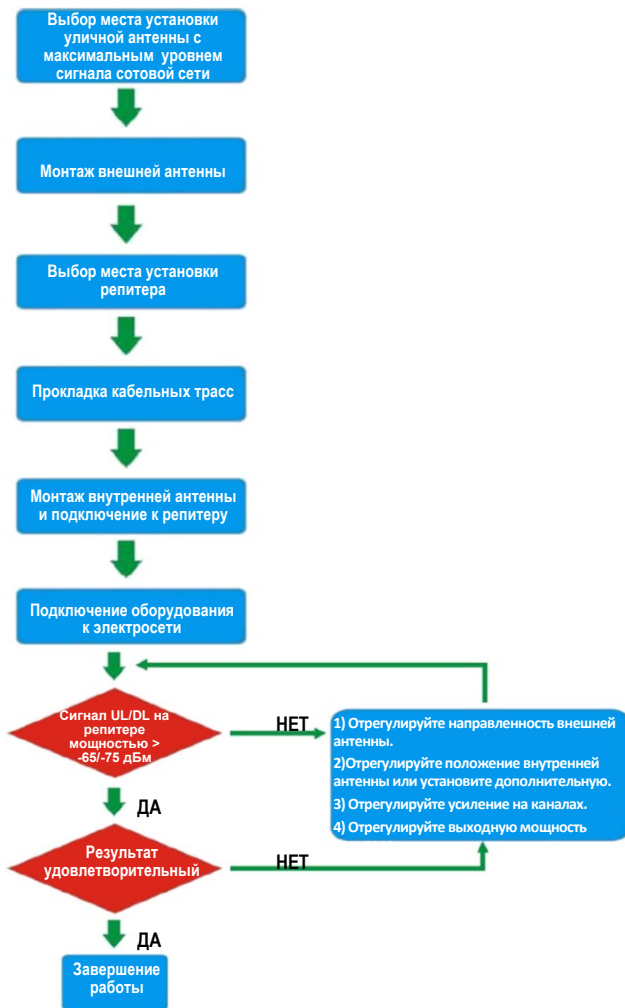 Выбор места установки
уличной антенны с
максимальным уровнем
сигнала сотовой сети
Монтаж внешней антенны
Выбор места установки
репитера
Прокладка кабельных трасс
Монтаж внутренней антенны
и подключение к репитеру
Подключение оборудования
к электросети
Сигнал UL/DL на
репитере
мощностью >
-65/-75 дБм
НЕТ
1) Отрегулируйте направленность внешней
антенны.
2)Отрегулируйте положение внутренней
антенны или установите дополнительную.
3) Отрегулируйте усиление на каналах.
4) Отрегулируйте выходную мощность
ДА
Результат
удовлетворительный
НЕТ
ДА
Завершение
работы